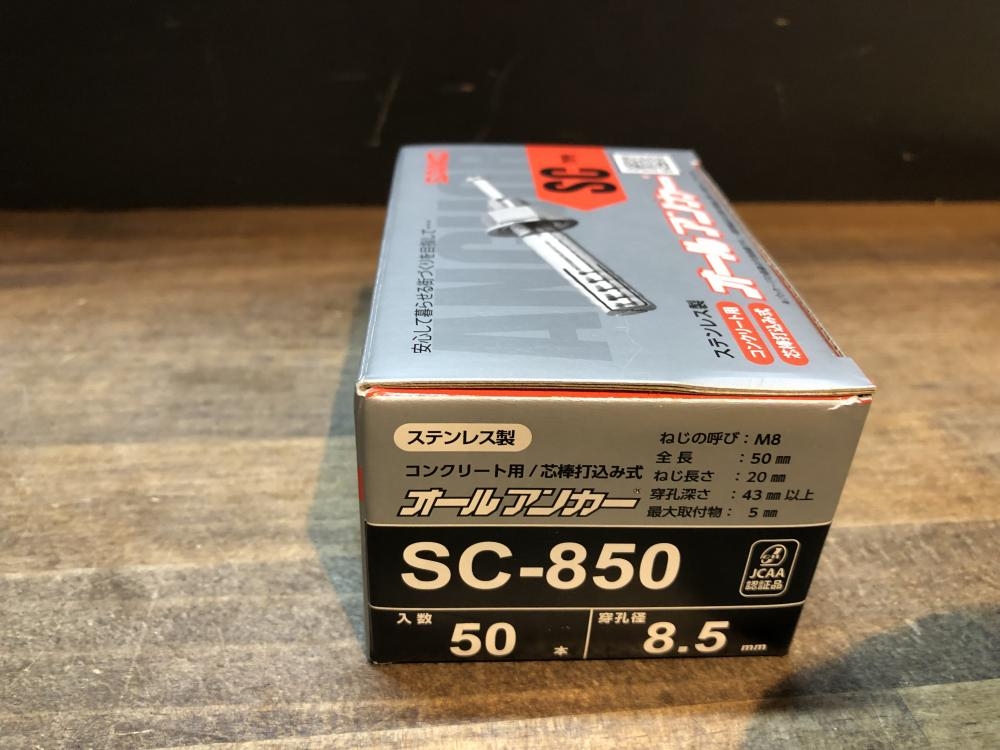 SANKO
ANCHOR
SC
オールアンカー
ステンレス製
コンクリート用
芯棒打込み式
安心して暮らせる街づくりを目指して…
ステンレス製
コンクリート用/芯棒打込み式
オールアンカー
ねじの呼び：M8
全長：50㎜
ねじ長さ：20㎜
穿孔深さ：43㎜以上
最大取付物：5㎜
SC-850
JCAA
認証品
入数
50本
穿孔径
8.5mm